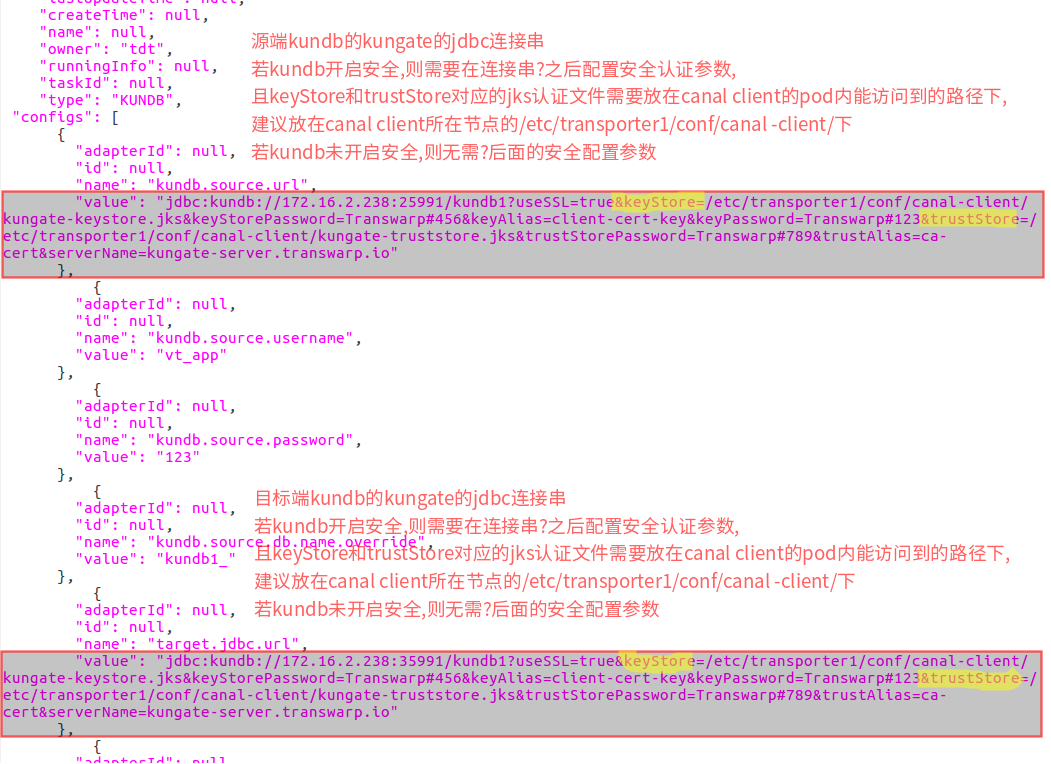 "createTime": null,
"name": null,
"owner": "tdt",
源端kundb的kungate的jdbc连接串
"runningInfo": null,
若kundb开启安全,则需要在连接串?之后配置安全认证参数,
"taskId": null,
"type": "KUNDB",
且keyStore和trustStore对应的jks认证文件需要放在canal client的pod内能访问到的路径下,
"configs": [
建议放在canal client所在节点的/etc/transporter1/conf/canal -client/下
{
"adapterId": null,
若kundb未开启安全,则无需?后面的安全配置参数
"id": null,
"name": "kundb.source.url",
"value": "jdbc:kundb://172.16.2.238:25991/kundb1?useSSL=true&keyStore=/etc/transporter1/conf/canal-client/
kungate-keystore.jks&keyStorePassword=Transwarp#456&keyAlias=client-cert-key&keyPassword=Transwarp#123&trustStore=/
etc/transporter1/conf/canal-client/kungate-truststore.jks&trustStorePassword=Transwarp#789&trustAlias=ca-
cert&serverName=kungate-server.transwarp.io"
},
{
"adapterId": null,
"id": null,
"name": "kundb.source.username",
"value": "vt_app"
},
{
"adapterId": null,
"id": null,
"name": "kundb.source.password",
"value": "123"
},
{
目标端kundb的kungate的jdbc连接串
"adapterId": null,
"id": null,
若kundb开启安全,则需要在连接串?之后配置安全认证参数,
"name": "kundb.source.db.name.override",
"value": "kundb1_"
且keyStore和trustStore对应的jks认证文件需要放在canal client的pod内能访问到的路径下,
},
建议放在canal client所在节点的/etc/transporter1/conf/canal -client/下
{
"adapterId": null,
若kundb未开启安全,则无需?后面的安全配置参数
"id": null,
"name": "target.jdbc.url",
"value": "jdbc:kundb://172.16.2.238:35991/kundb1?useSSL=true&keyStore=/etc/transporter1/conf/canal-client/
kungate-keystore.jks&keyStorePassword=Transwarp#456&keyAlias=client-cert-key&keyPassword=Transwarp#123&trustStore=/
etc/transporter1/conf/canal-client/kungate-truststore.jks&trustStorePassword=Transwarp#789&trustAlias=ca-
cert&serverName=kungate-server.transwarp.io"
},
{